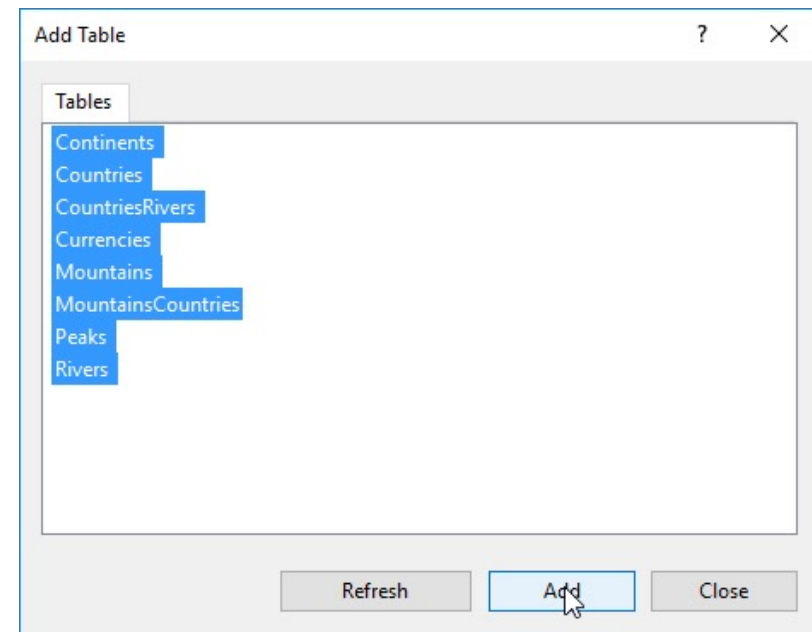 Add Table
?
Tables
Continents
Countries
CountriesRivers
Currencies
Mountains
MountainsCountries
Peaks
Rivers
Refresh Add Close